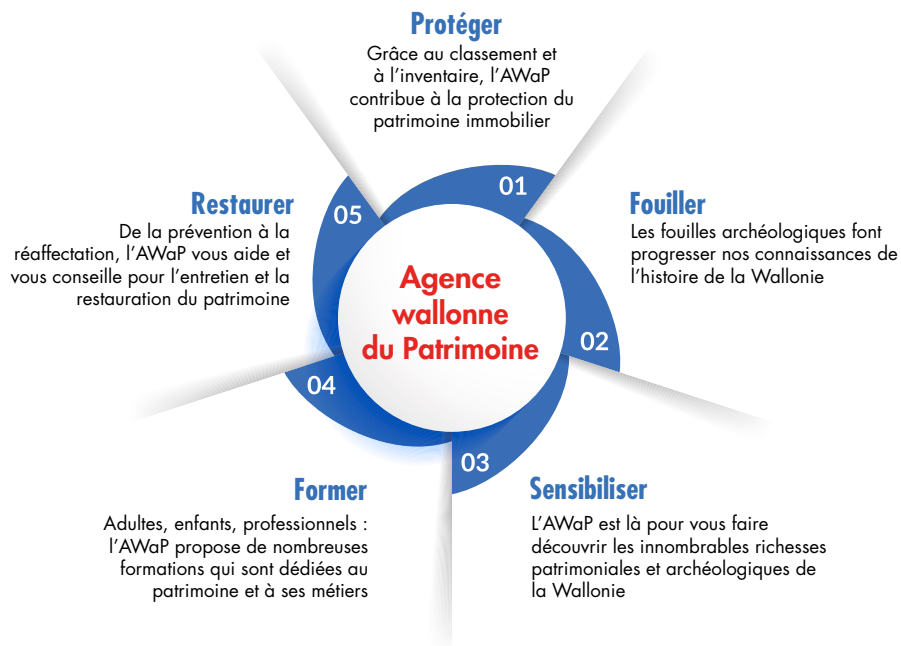 Protéger
Grâce au classement et
à l’inventaire, l’AWaP
contribue à la protection du
patrimoine immobilier
01
Fouiller
Les fouilles archéologiques font
progresser nos connaissances de
l’histoire de la Wallonie
02
Sensibiliser
L’AWaP est là pour vous faire
découvrir les innombrables richesses
patrimoniales et archéologiques de
la Wallonie
03
Former
Adultes, enfants, professionnels :
l’AWaP propose de nombreuses
formations qui sont dédiées au
patrimoine et à ses métiers
04
Restaurer
De la prévention à la
réaffectation, l’AWaP vous aide et
vous conseille pour l’entretien et la
restauration du patrimoine
05
Agence
wallonne
du Patrimoine